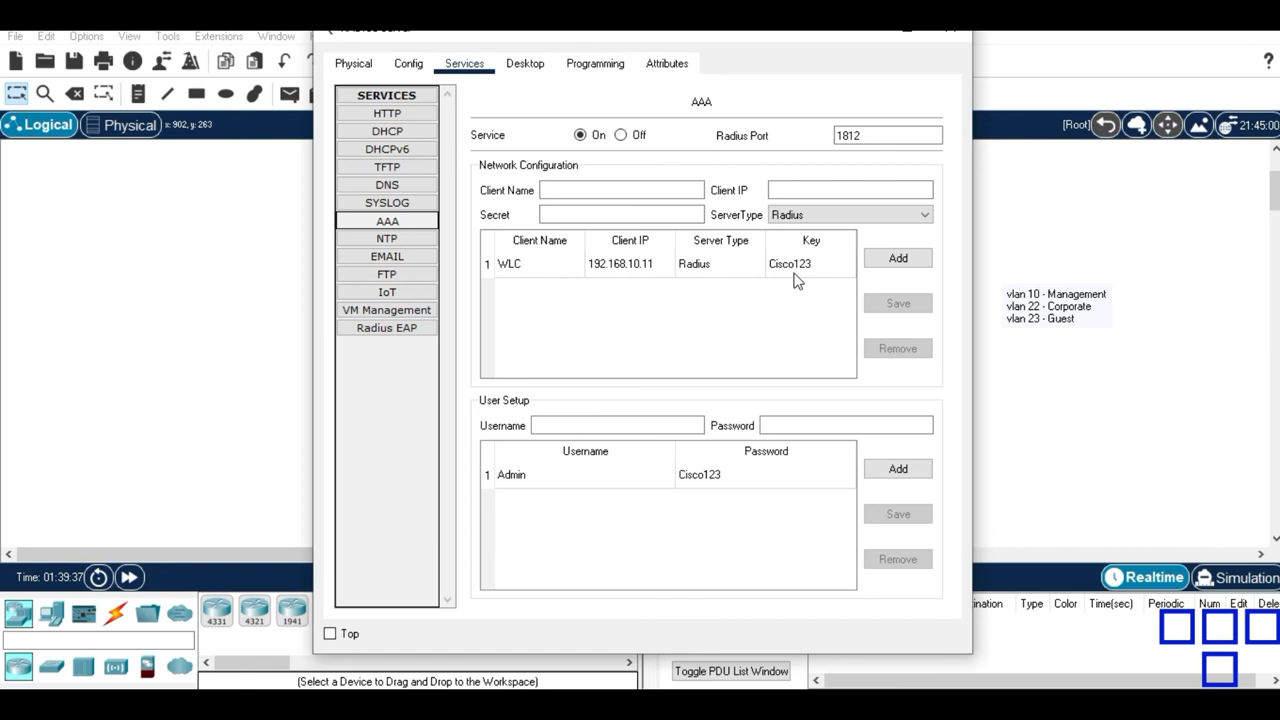 File Edit Options View Tools Extensions Window
?
Physical Config Services Desktop Programming Attributes
Logical Physical x: 902, y: 263
[Root] 21:45:00
SERVICES
HTTP
DHCP
DHCPv6
TFTP
DNS
SYSLOG
AAA
NTP
EMAIL
FTP
IoT
VM Management
Radius EAP
AAA
Service On Off Radius Port 1812
Network Configuration
Client Name Client IP
Secret ServerType Radius
Client Name Client IP Server Type Key
1 WLC 192.168.10.11 Radius Cisco123
Add
Save
Remove
User Setup
Username Password
Username Password
1 Admin Cisco123
Add
Save
Remove
Top
vlan 10 - Management
vlan 22 - Corporate
vlan 23 - Guest
Time: 01:39:37
Realtime Simulation
4331 4321 1941
(Select a Device to Drag and Drop to the Workspace)
Toggle PDU List Window
ination Type Color Time(sec) Periodic Num Edit Dele